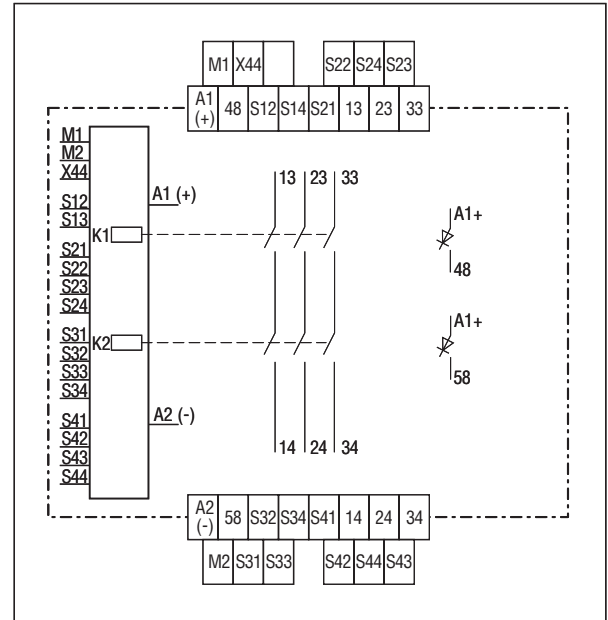 M1 X44 S22 S24 S23
A1 (+) 48 S12 S14 S21 13 23 33
M1
M2
X44
S12
S13
S21
S22
S23
S24
S31
S32
S33
S34
S41
S42
S43
S44
A1 (+)
K1
K2
A2 (-)
13 23 33
14 24 34
A1+
48
A1+
58
A2 (-) 58 S32 S34 S41 14 24 34
M2 S31 S33 S42 S44 S43